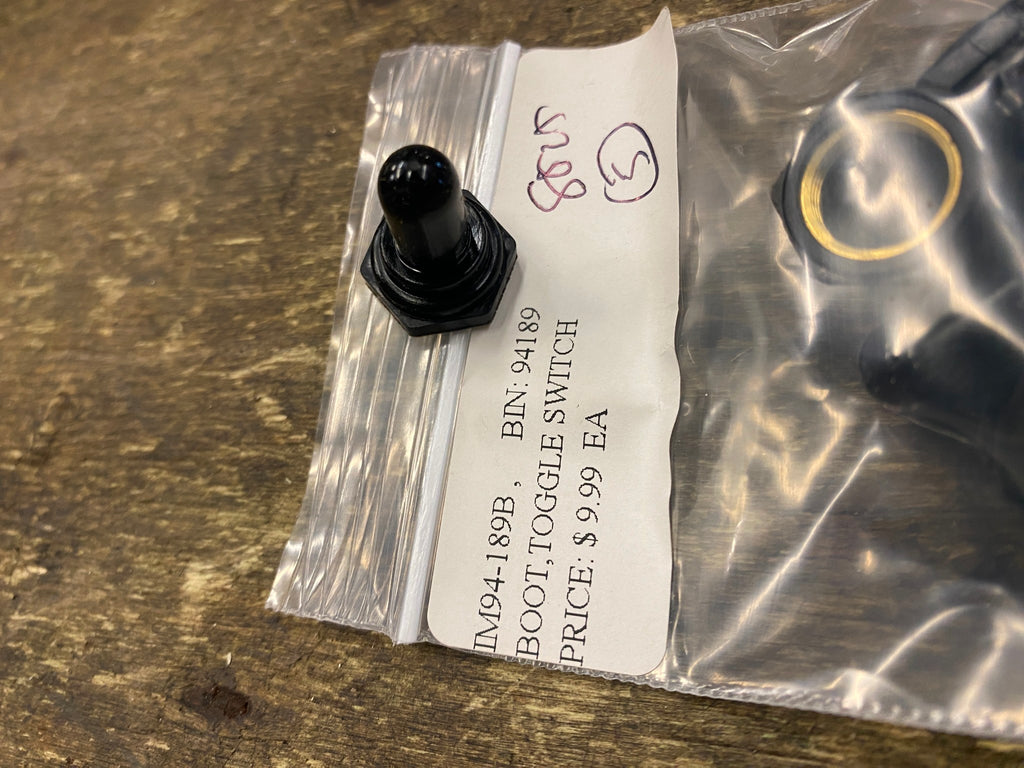 IM94-189B , BIN: 94189
BOOT,TOGGLE SWITCH
PRICE: $ 9.99 EA